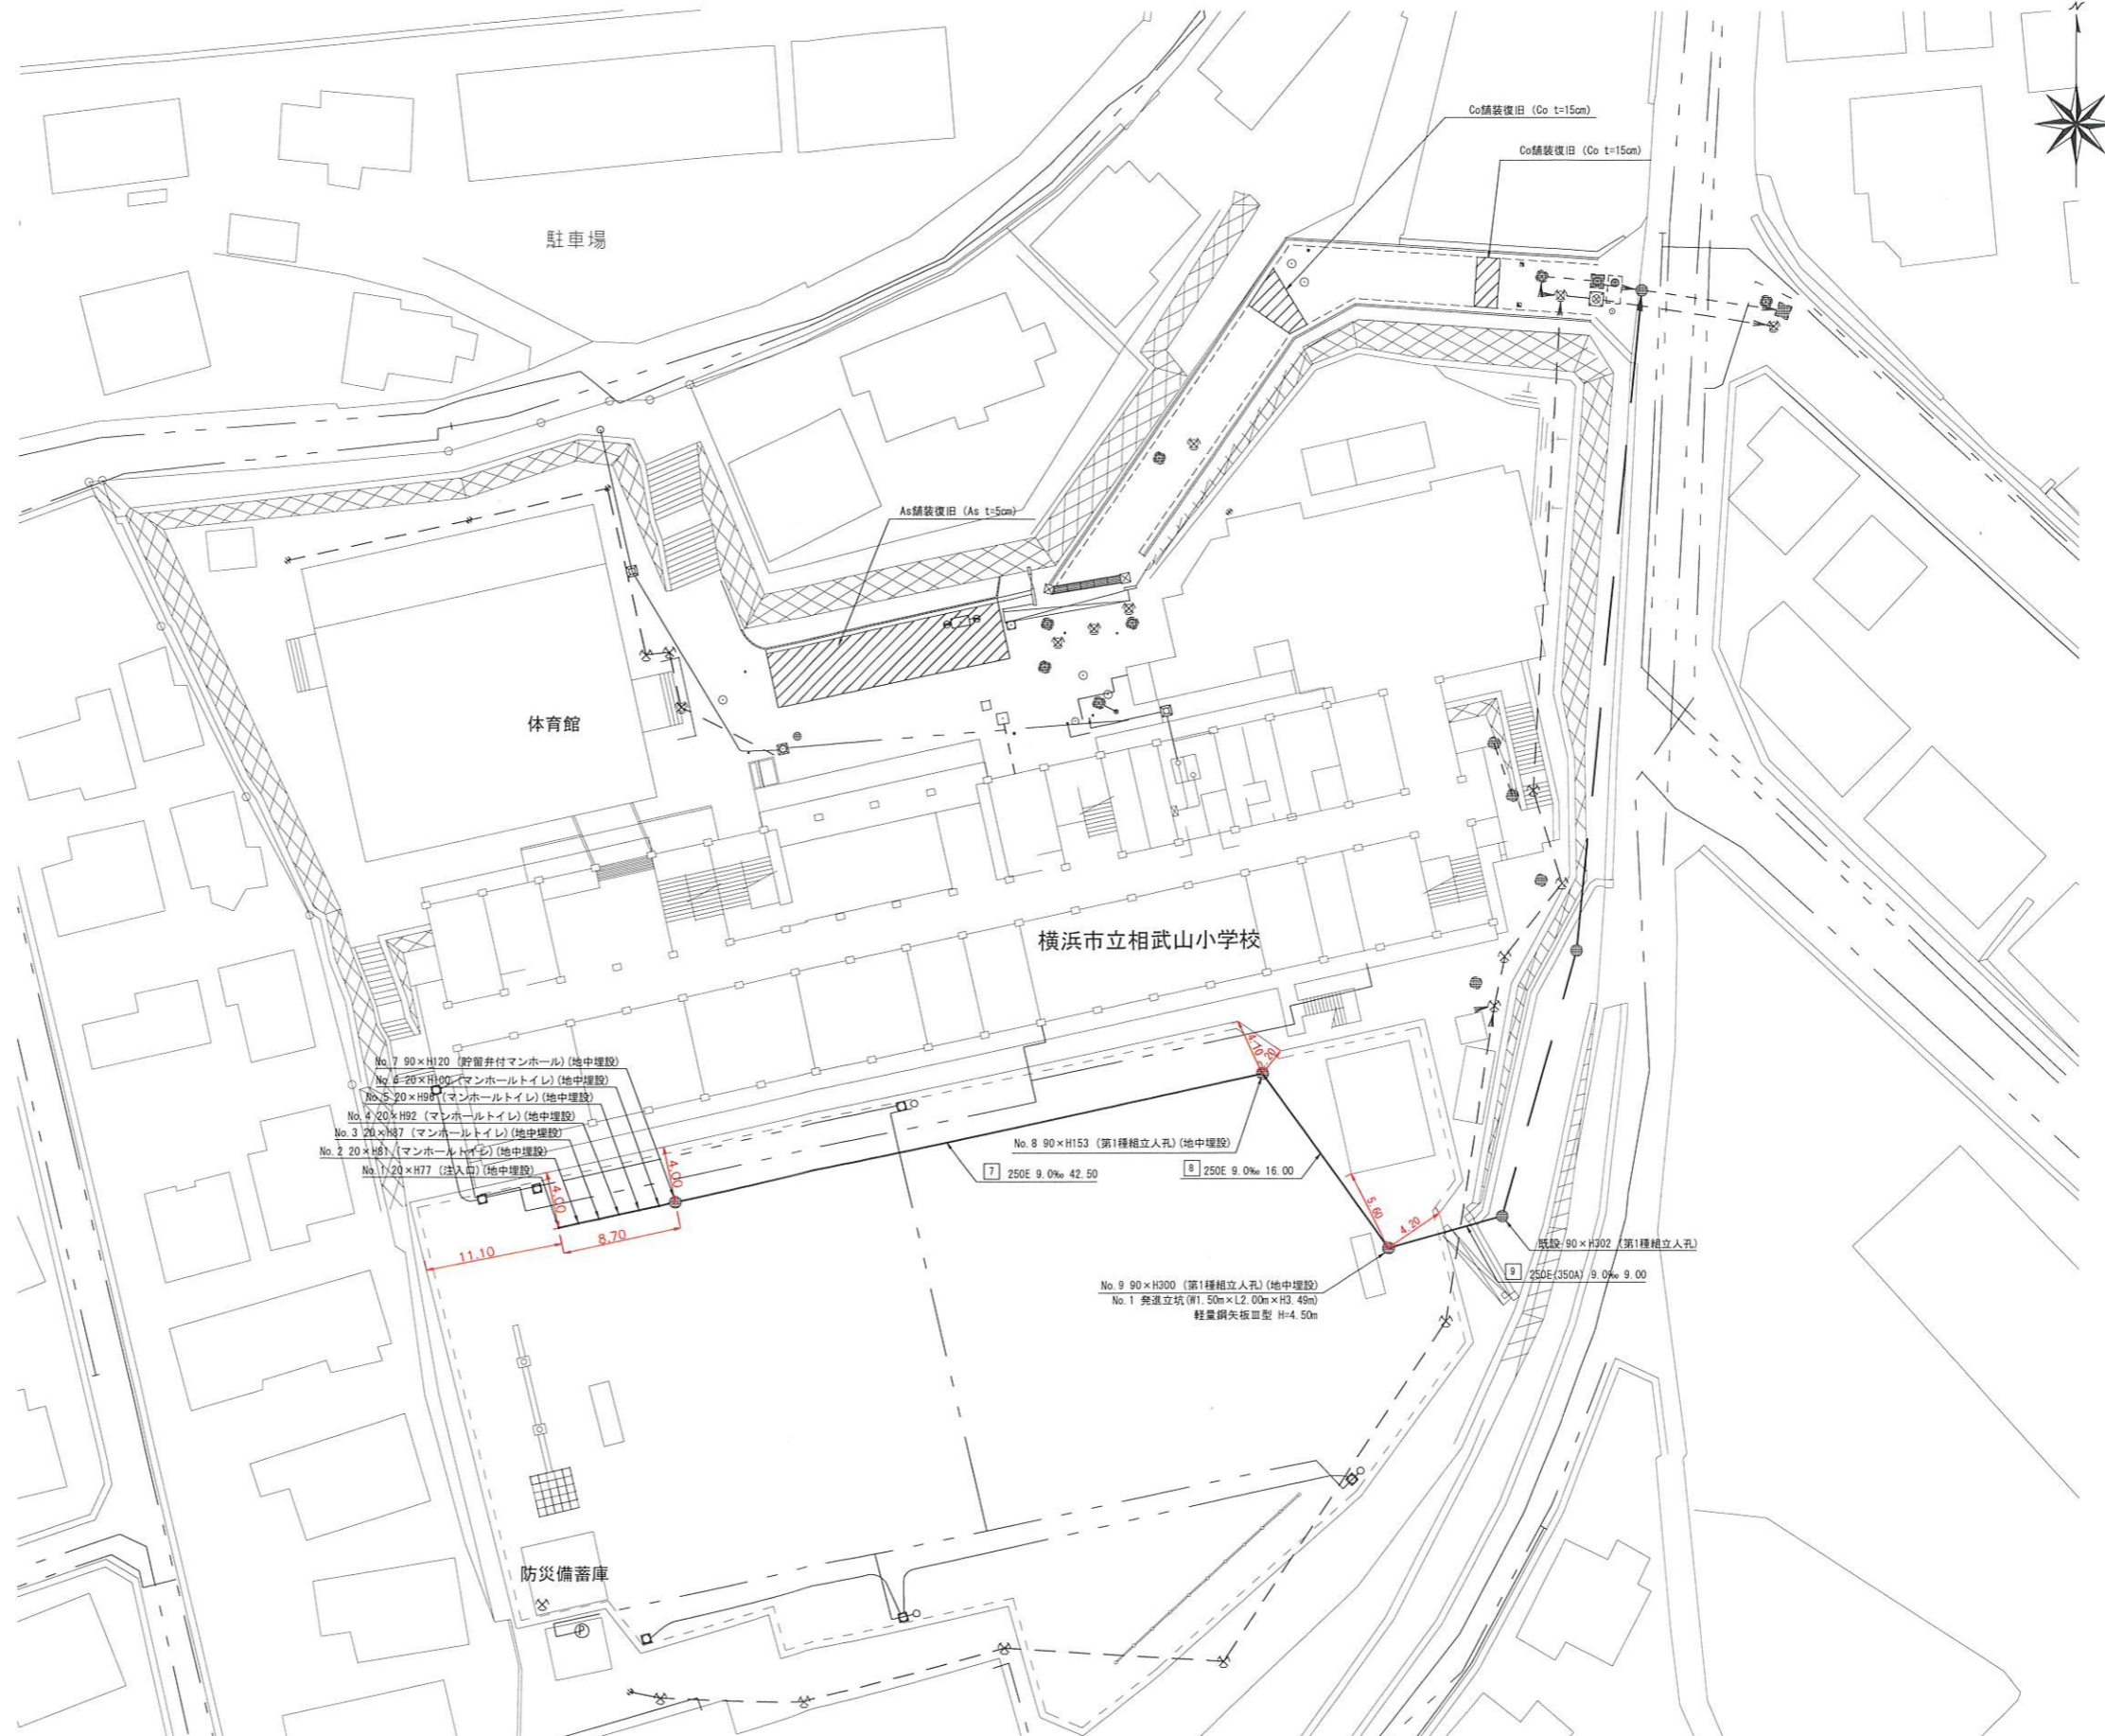 N
Co舗装復旧 (Co t=15cm)
Co舗装復旧 (Co t=15cm)
駐車場
As舗装復旧 (As t=5cm)
体育館
横浜市立相武山小学校
No.7 90×H120 (貯留弁付マンホール)(地中埋設)
No.6 20×H100 (マンホールトイレ)(地中埋設)
No.5 20×H96 (マンホールトイレ)(地中埋設)
No.4 20×H92 (マンホールトイレ)(地中埋設)
No.3 20×H87 (マンホールトイレ)(地中埋設)
No.2 20×H81 (マンホールトイレ)(地中埋設)
No.1 20×H77 (注入口)(地中埋設)
4.00
4.00
11.10
8.70
4.10
No.8 90×H153 (第1種組立人孔)(地中埋設)
7 250E 9.0‰ 42.50
8 250E 9.0‰ 16.00
5.60
4.20
既設 90×H302 (第1種組立人孔)
9 250E(350A) 9.0‰ 9.00
No.9 90×H300 (第1種組立人孔)(地中埋設)
No.1 発進立坑(W1.50m×L2.00m×H3.49m)
軽量鋼矢板Ⅲ型 H=4.50m
防災備蓄庫
P